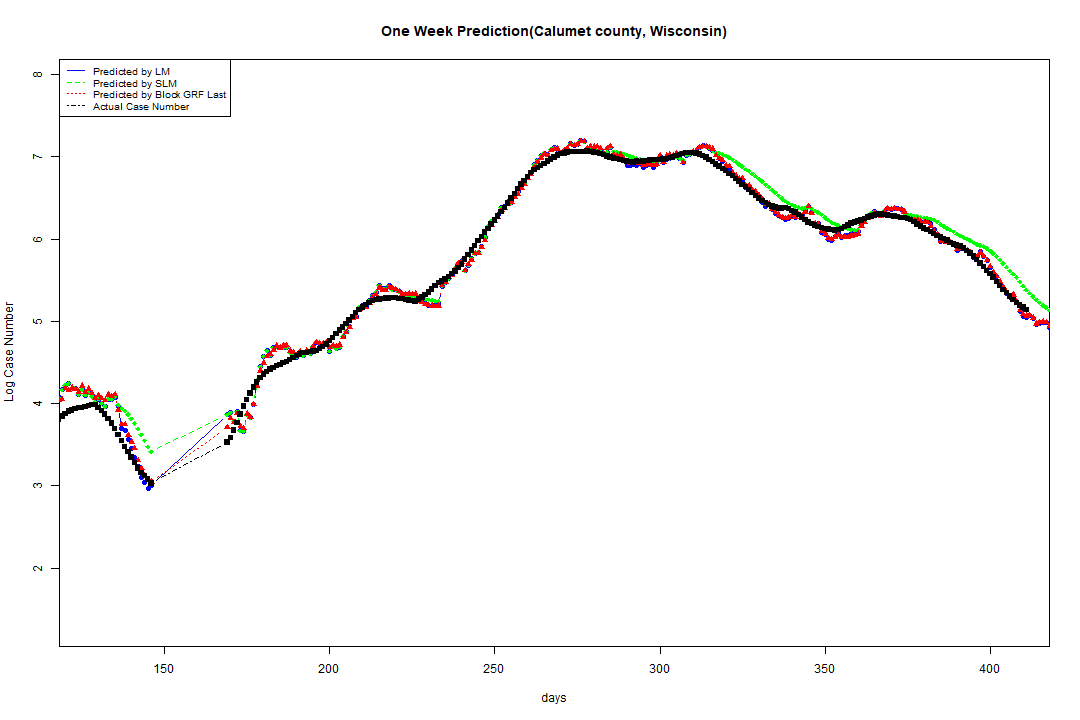 One Week Prediction(Calumet county, Wisconsin)
Predicted by LM
Predicted by SLM
Predicted by Block GRF Last
Actual Case Number
8
7
6
5
4
3
2
Log Case Number
150 200 250 300 350 400
days